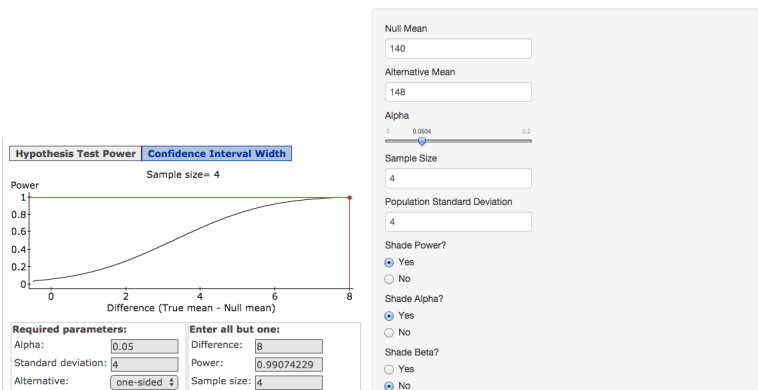 Hypothesis Test Power Confidence Interval Width
Sample size= 4
Power
1
0.8
0.6
0.4
0.2
0
0 2 4 6 8
Difference (True mean - Null mean)
Required parameters:
Alpha: 0.05
Standard deviation: 4
Alternative: one-sided
Enter all but one:
Difference: 8
Power: 0.99074229
Sample size: 4
Null Mean
140
Alternative Mean
148
Alpha
0 0.0504 0.2
Sample Size
4
Population Standard Deviation
4
Shade Power?
Yes
No
Shade Alpha?
Yes
No
Shade Beta?
Yes
No